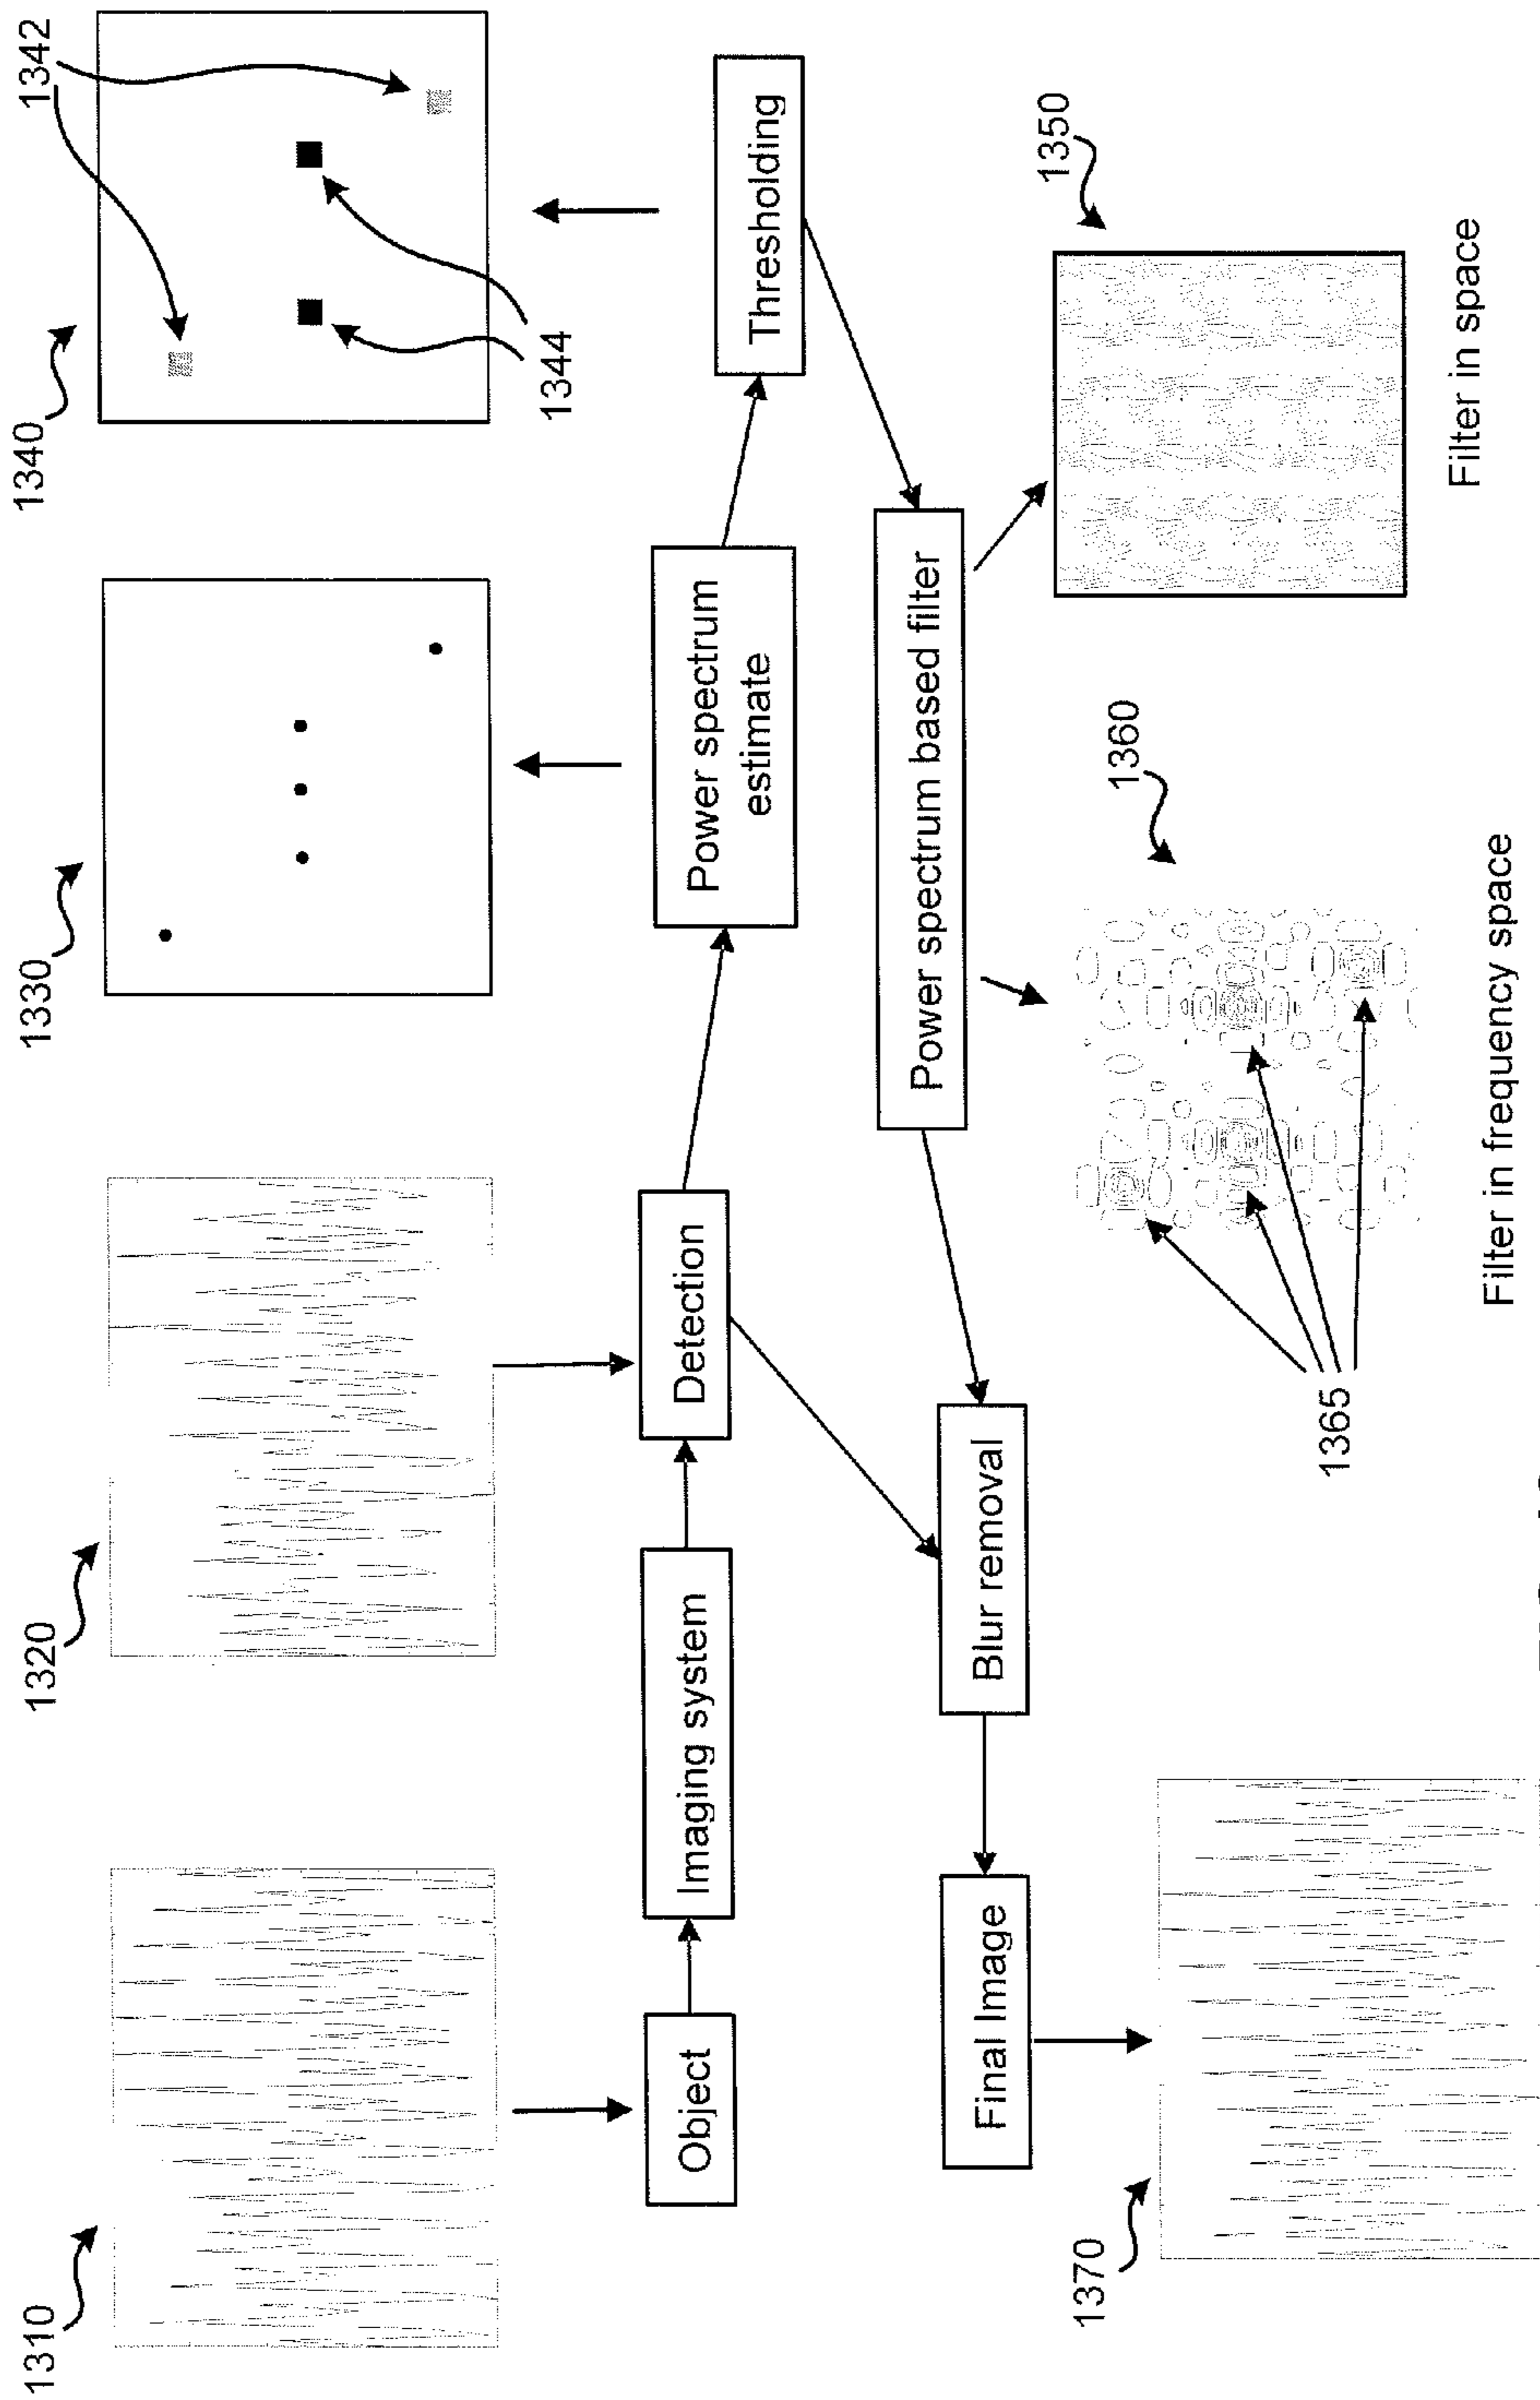 1310
1320
1330
1340
1342
1344
Object
Imaging system
Detection
Power spectrum
estimate
Thresholding
Final Image
Blur removal
Power spectrum based filter
1370
1365
1360
1350
Filter in frequency space
Filter in space